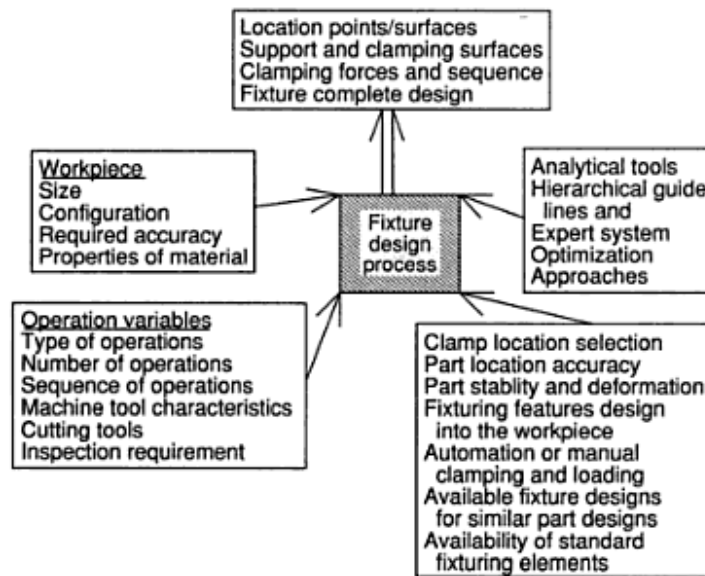 Location points/surfaces
Support and clamping surfaces
Clamping forces and sequence
Fixture complete design
Workpiece
Size
Configuration
Required accuracy
Properties of material
Fixture
design
process
Analytical tools
Hierarchical guide
lines and
Expert system
Optimization
Approaches
Operation variables
Type of operations
Number of operations
Sequence of operations
Machine tool characteristics
Cutting tools
Inspection requirement
Clamp location selection
Part location accuracy
Part stablity and deformation
Fixturing features design
into the workpiece
Automation or manual
clamping and loading
Available fixture designs
for similar part designs
Availability of standard
fixturing elements